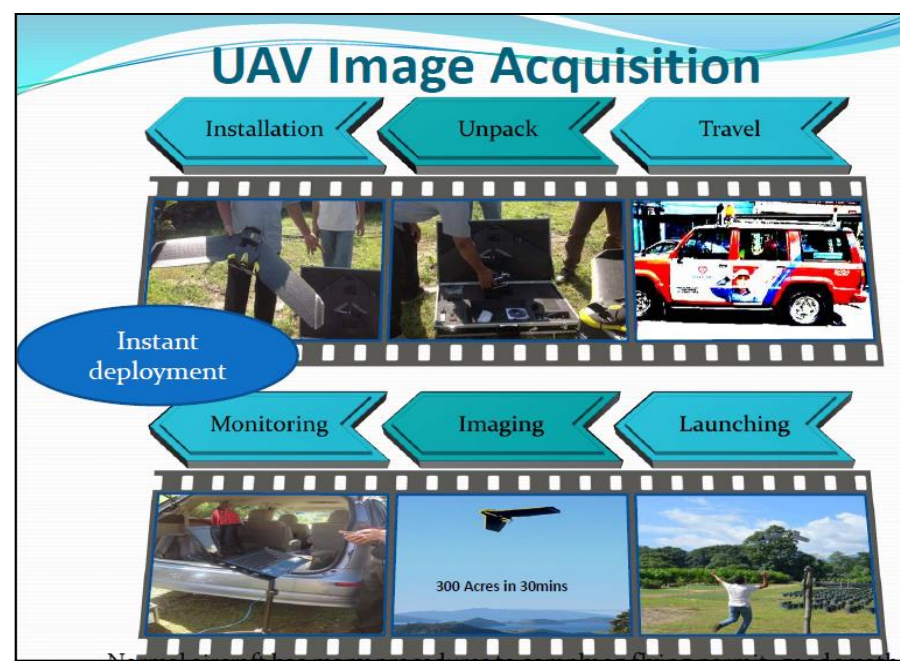 UAV Image Acquisition
Installation
Unpack
Travel
Instant
deployment
Monitoring
Imaging
Launching
300 Acres in 30mins